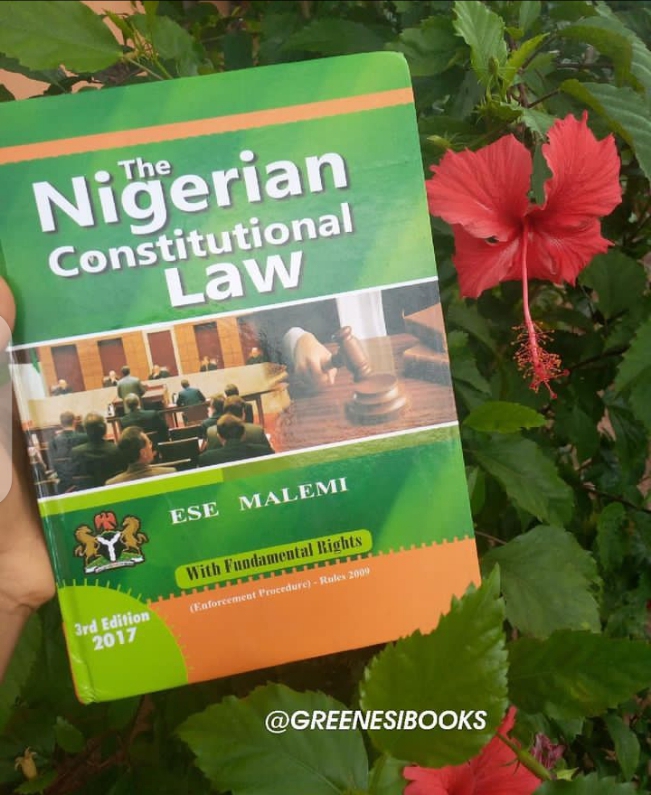 The
Nigerian
Constitutional
Law
ESE MALEMI
With Fundamental Rights
(Enforcement Procedure) - Rules 2009
3rd Edition
2017
@GREENESIBOOKS